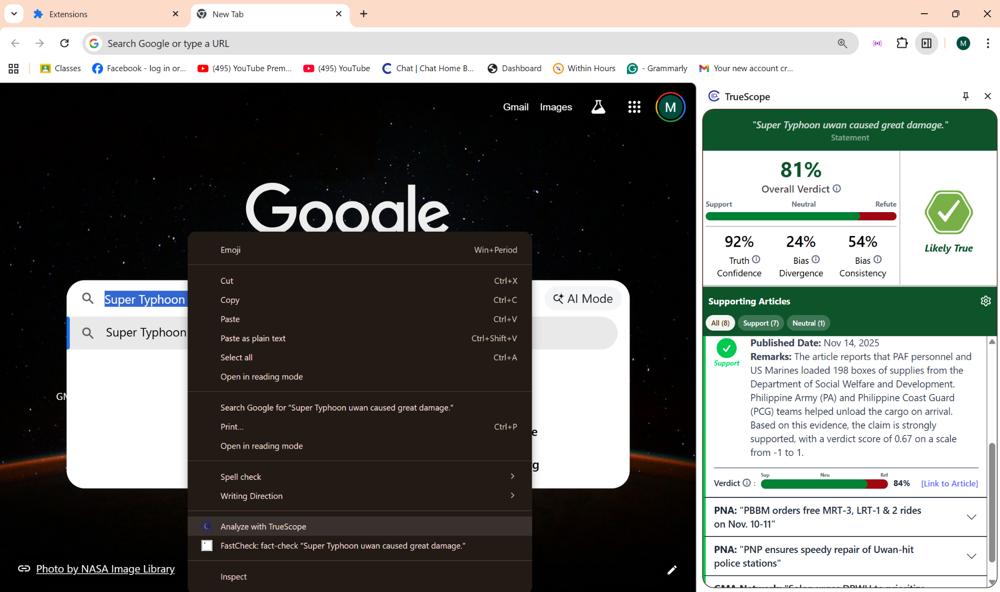 Extensions
New Tab
Search Google or type a URL
M
Classes
Facebook - log in or...
(495) YouTube Prem...
(495) YouTube
Chat | Chat Home B...
Dashboard
Within Hours
- Grammarly
Your new account cr...
Gmail
Images
M
Google
Super Typhoon
AI Mode
Super Typhoon
GM
e
rg
Photo by NASA Image Library
Emoji
Win+Period
Cut
Ctrl+X
Copy
Ctrl+C
Paste
Ctrl+V
Paste as plain text
Ctrl+Shift+V
Select all
Ctrl+A
Open in reading mode
Search Google for “Super Typhoon uwan caused great damage.”
Print...
Ctrl+P
Open in reading mode
Spell check
Writing Direction
Analyze with TrueScope
FastCheck: fact-check “Super Typhoon uwan caused great damage.”
Inspect
TrueScope
"Super Typhoon uwan caused great damage."
Statement
81%
Overall Verdict
Support Neutral Refute
92%
Truth
Confidence
24%
Bias
Divergence
54%
Bias
Consistency
Likely True
Supporting Articles
All (8)
Support (7)
Neutral (1)
Support
Published Date: Nov 14, 2025
Remarks: The article reports that PAF personnel and
US Marines loaded 198 boxes of supplies from the
Department of Social Welfare and Development.
Philippine Army (PA) and Philippine Coast Guard
(PCG) teams helped unload the cargo on arrival.
Based on this evidence, the claim is strongly
supported, with a verdict score of 0.67 on a scale
from -1 to 1.
Sup Neu Ref
Verdict :
84%
[Link to Article]
PNA: "PBBM orders free MRT-3, LRT-1 & 2 rides
on Nov. 10-11"
PNA: "PNP ensures speedy repair of Uwan-hit
police stations"
GMA Network: "Solon urges DPWH to prioritize